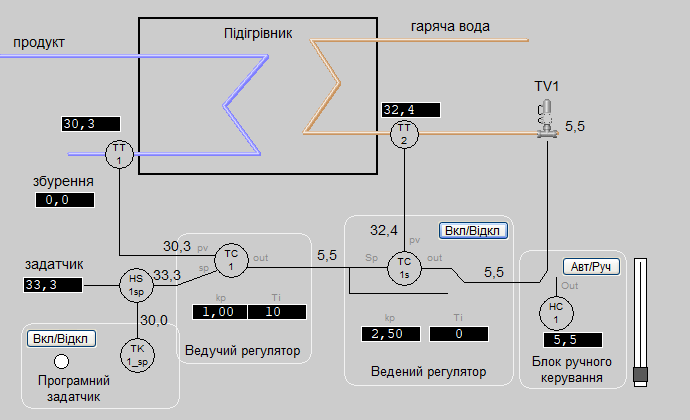 продукт
Підігрівник
гаряча вода
TV1
5,5
30,3
32,4
TT
1
TT
2
збурення
0,0
30,3
pv
sp
TC
1
out
5,5
32,4
pv
Sp
TC
1s
out
Вкл/Відкл
5,5
Авт/Руч
Out
HC
1
5,5
Блок ручного
керування
задатчик
33,3
HS
1sp
33,3
30,0
kp
Ti
1,00
10
Ведучий регулятор
kp
Ti
2,50
0
Ведений регулятор
Вкл/Відкл
TK
1_sp
Програмний
задатчик